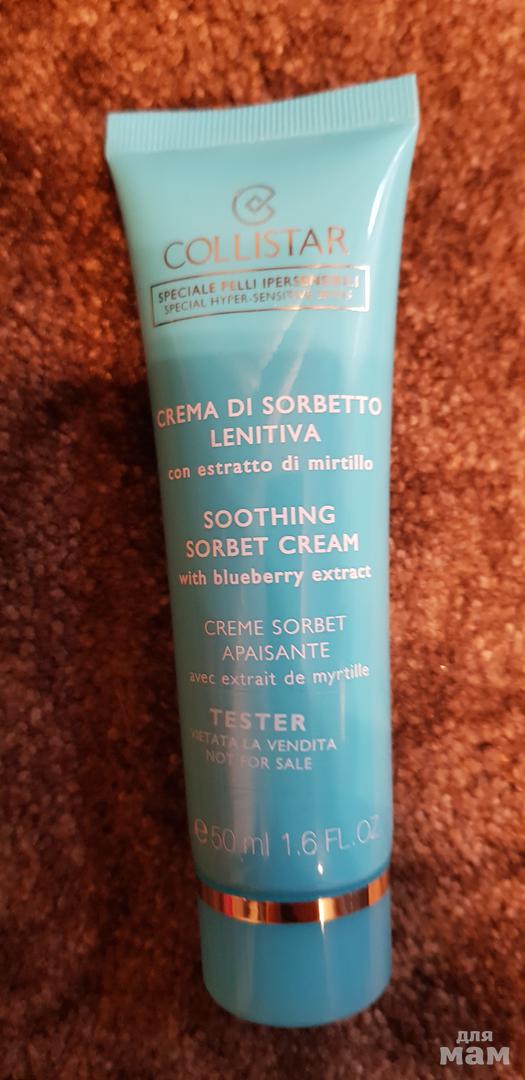 COLLISTAR
SPECIALE PELLI IPERSENSIBILI
SPECIAL HYPER-SENSITIVE SKINS
CREMA DI SORBETTO
LENITIVA
con estratto di mirtillo
SOOTHING
SORBET CREAM
with blueberry extract
CREME SORBET
APAISANTE
avec extrait de myrtille
TESTER
VIETATA LA VENDITA
NOT FOR SALE
℮ 50 ml 1.6 FL.OZ
для
мам